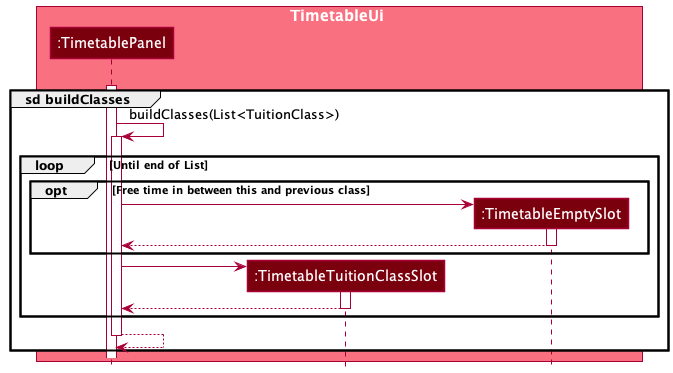 TimetableUi
:TimetablePanel
sd buildClasses
buildClasses(List<TuitionClass>)
loop [Until end of List]
opt [Free time in between this and previous class]
:TimetableEmptySlot
:TimetableTuitionClassSlot